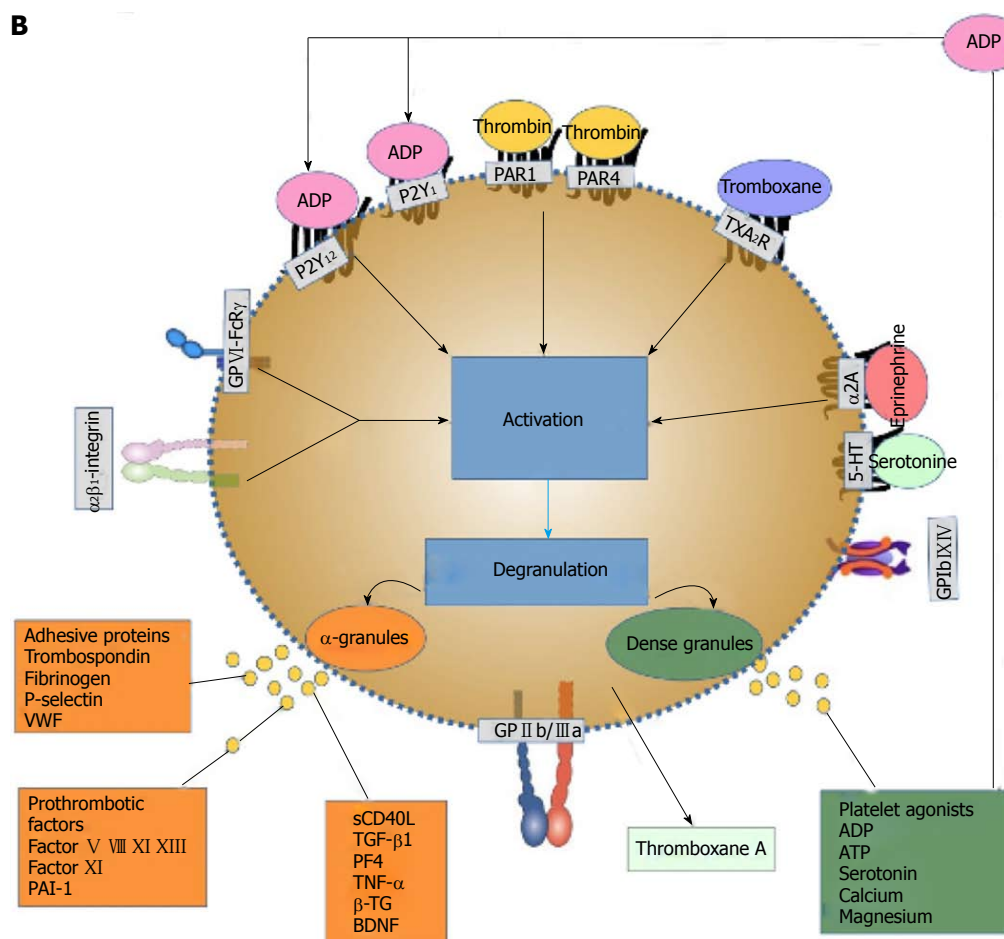 B
ADP
ADP
ADP
Thrombin
Thrombin
Tromboxane
P2Y₁
P2Y₁₂
PAR1
PAR4
TXA₂R
GPⅥ-FcRγ
α2A
Eprinephrine
Activation
α₂β₁-integrin
5-HT
Serotonine
GPIbⅨⅣ
Degranulation
α-granules
Dense granules
Adhesive proteins
Trombospondin
Fibrinogen
P-selectin
VWF
GPⅡb/Ⅲa
Prothrombotic
factors
Factor Ⅴ Ⅷ Ⅺ XIII
Factor Ⅺ
PAI-1
sCD40L
TGF-β1
PF4
TNF-α
β-TG
BDNF
Thromboxane A
Platelet agonists
ADP
ATP
Serotonin
Calcium
Magnesium